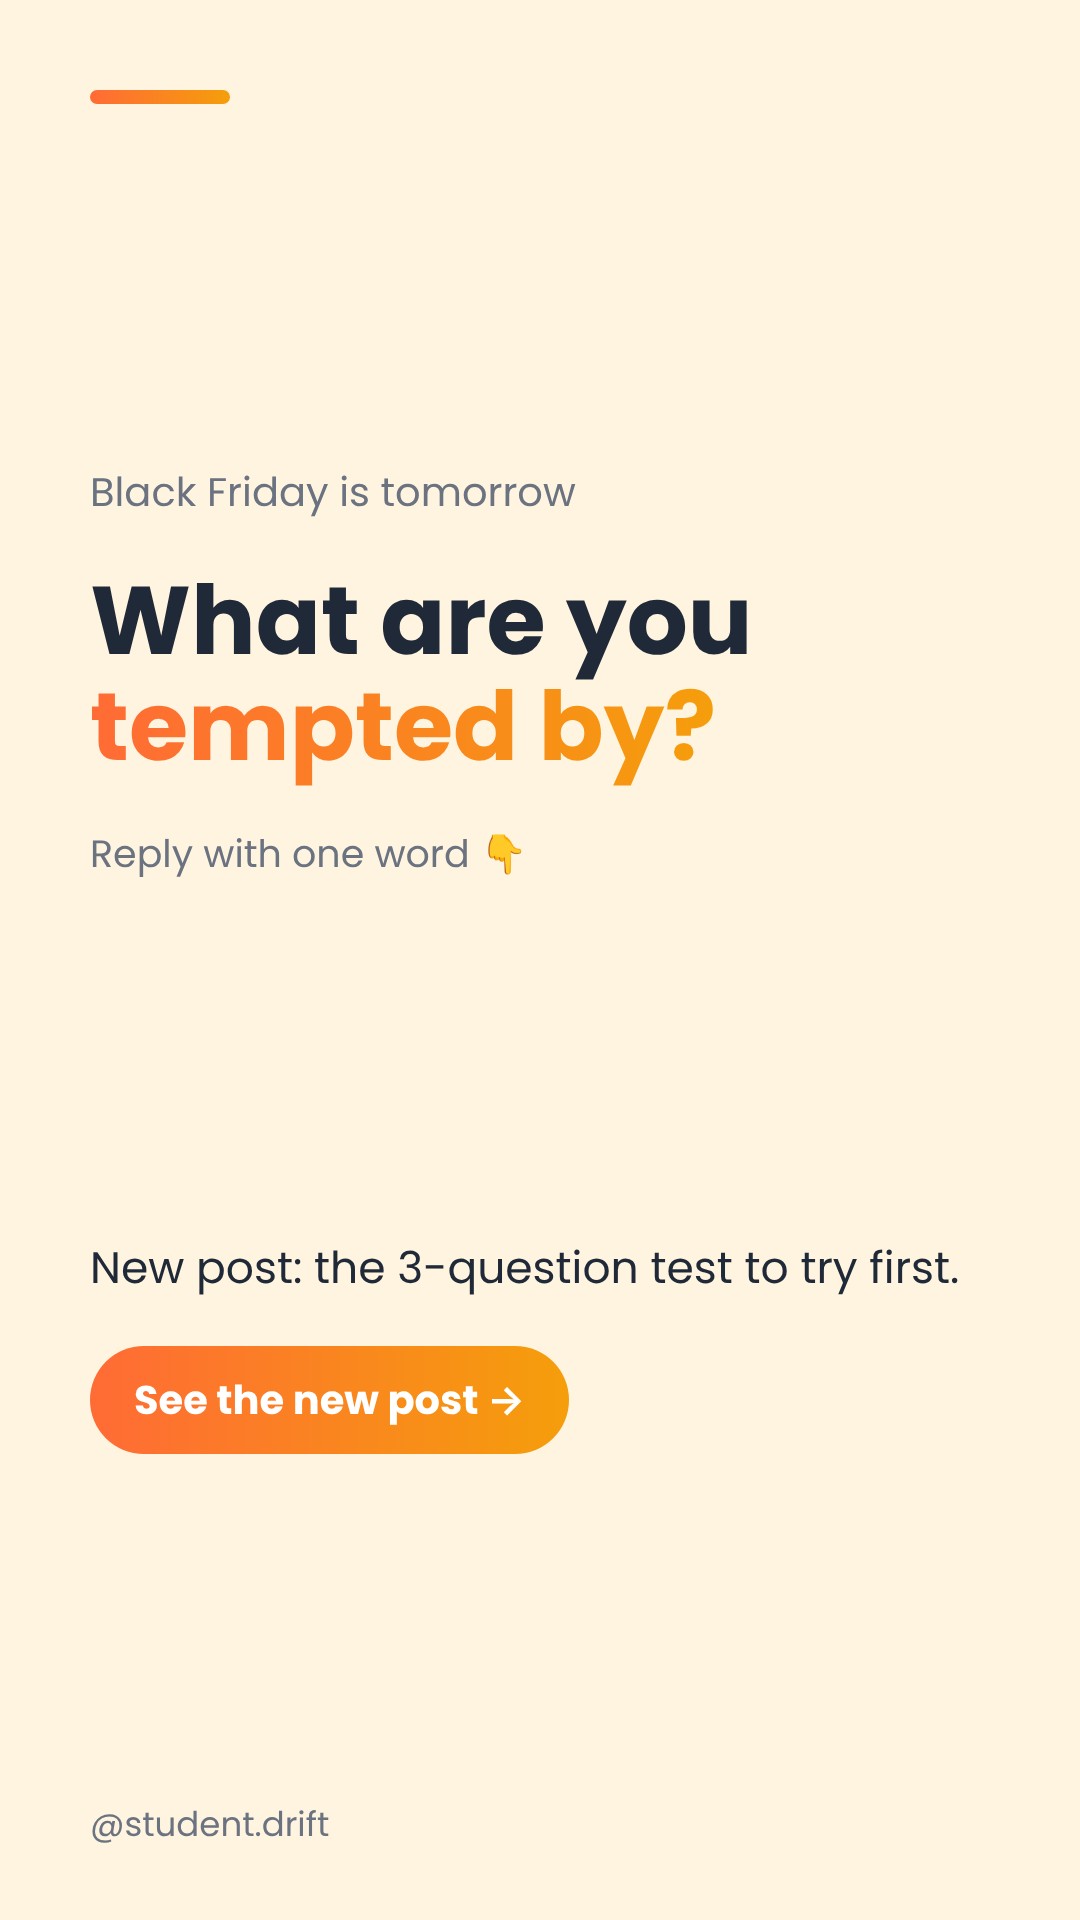 Black Friday is tomorrow
What are you
tempted by?
Reply with one word 👇
New post: the 3-question test to try first.
See the new post →
@student.drift